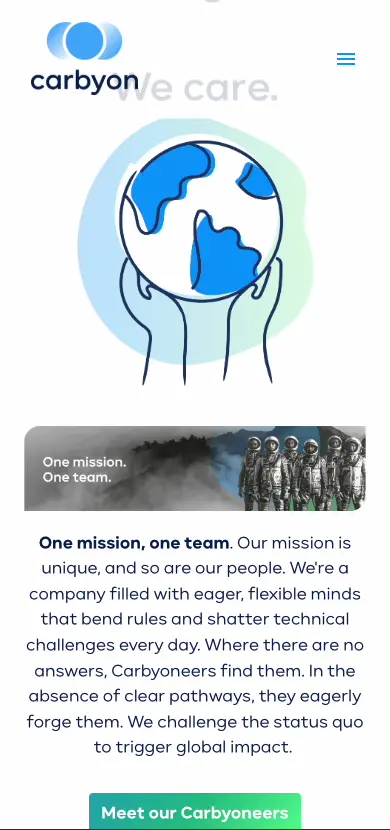 carbyon
We care.
One mission.
One team.
One mission, one team. Our mission is
unique, and so are our people. We're a
company filled with eager, flexible minds
that bend rules and shatter technical
challenges every day. Where there are no
answers, Carbyoneers find them. In the
absence of clear pathways, they eagerly
forge them. We challenge the status quo
to trigger global impact.
Meet our Carbyoneers